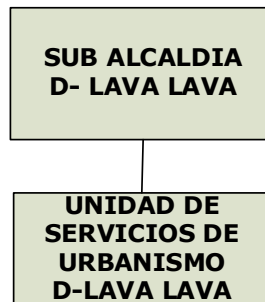 SUB ALCALDIA
D- LAVA LAVA
UNIDAD DE
SERVICIOS DE
URBANISMO
D-LAVA LAVA